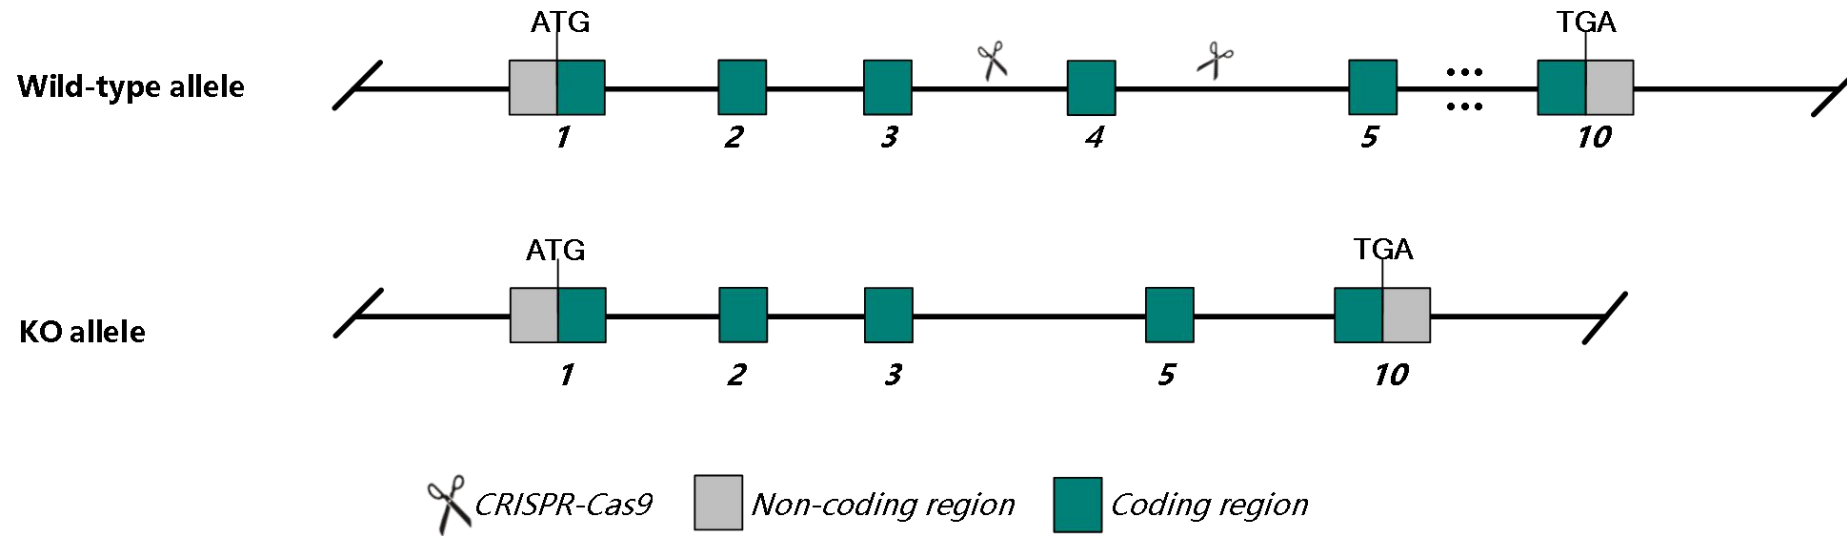 ATG TGA
Wild-type allele
1 2 3 4 5 10
ATG TGA
KO allele
1 2 3 5 10
CRISPR-Cas9 Non-coding region Coding region